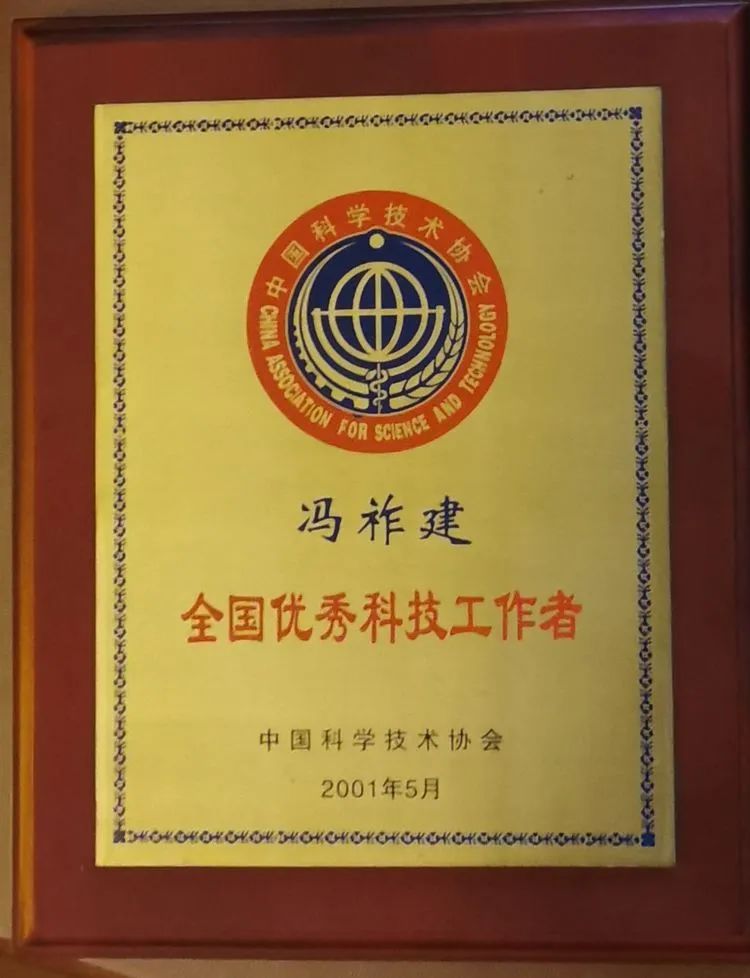 中国科学技术协会
CHINA ASSOCIATION FOR SCIENCE AND TECHNOLOGY
冯祚建
全国优秀科技工作者
中国科学技术协会
2001年5月